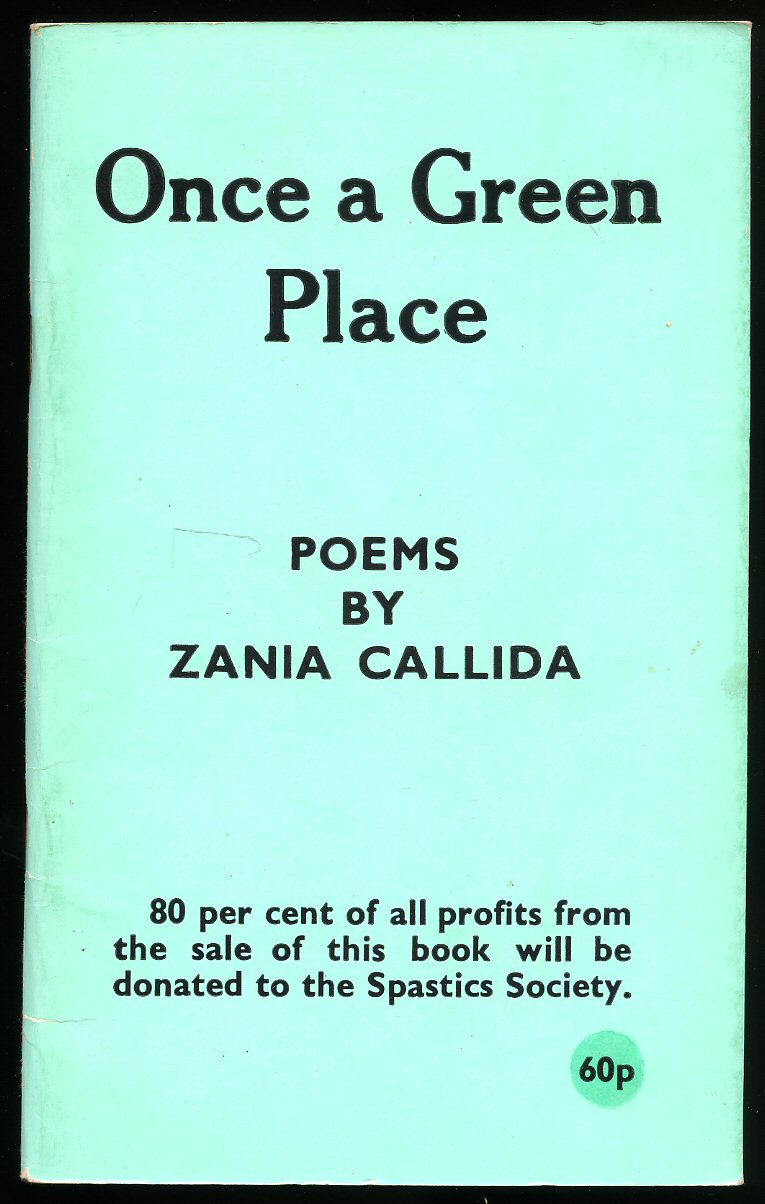 Once a Green
Place
POEMS
BY
ZANIA CALLIDA
80 per cent of all profits from
the sale of this book will be
donated to the Spastics Society.
60p